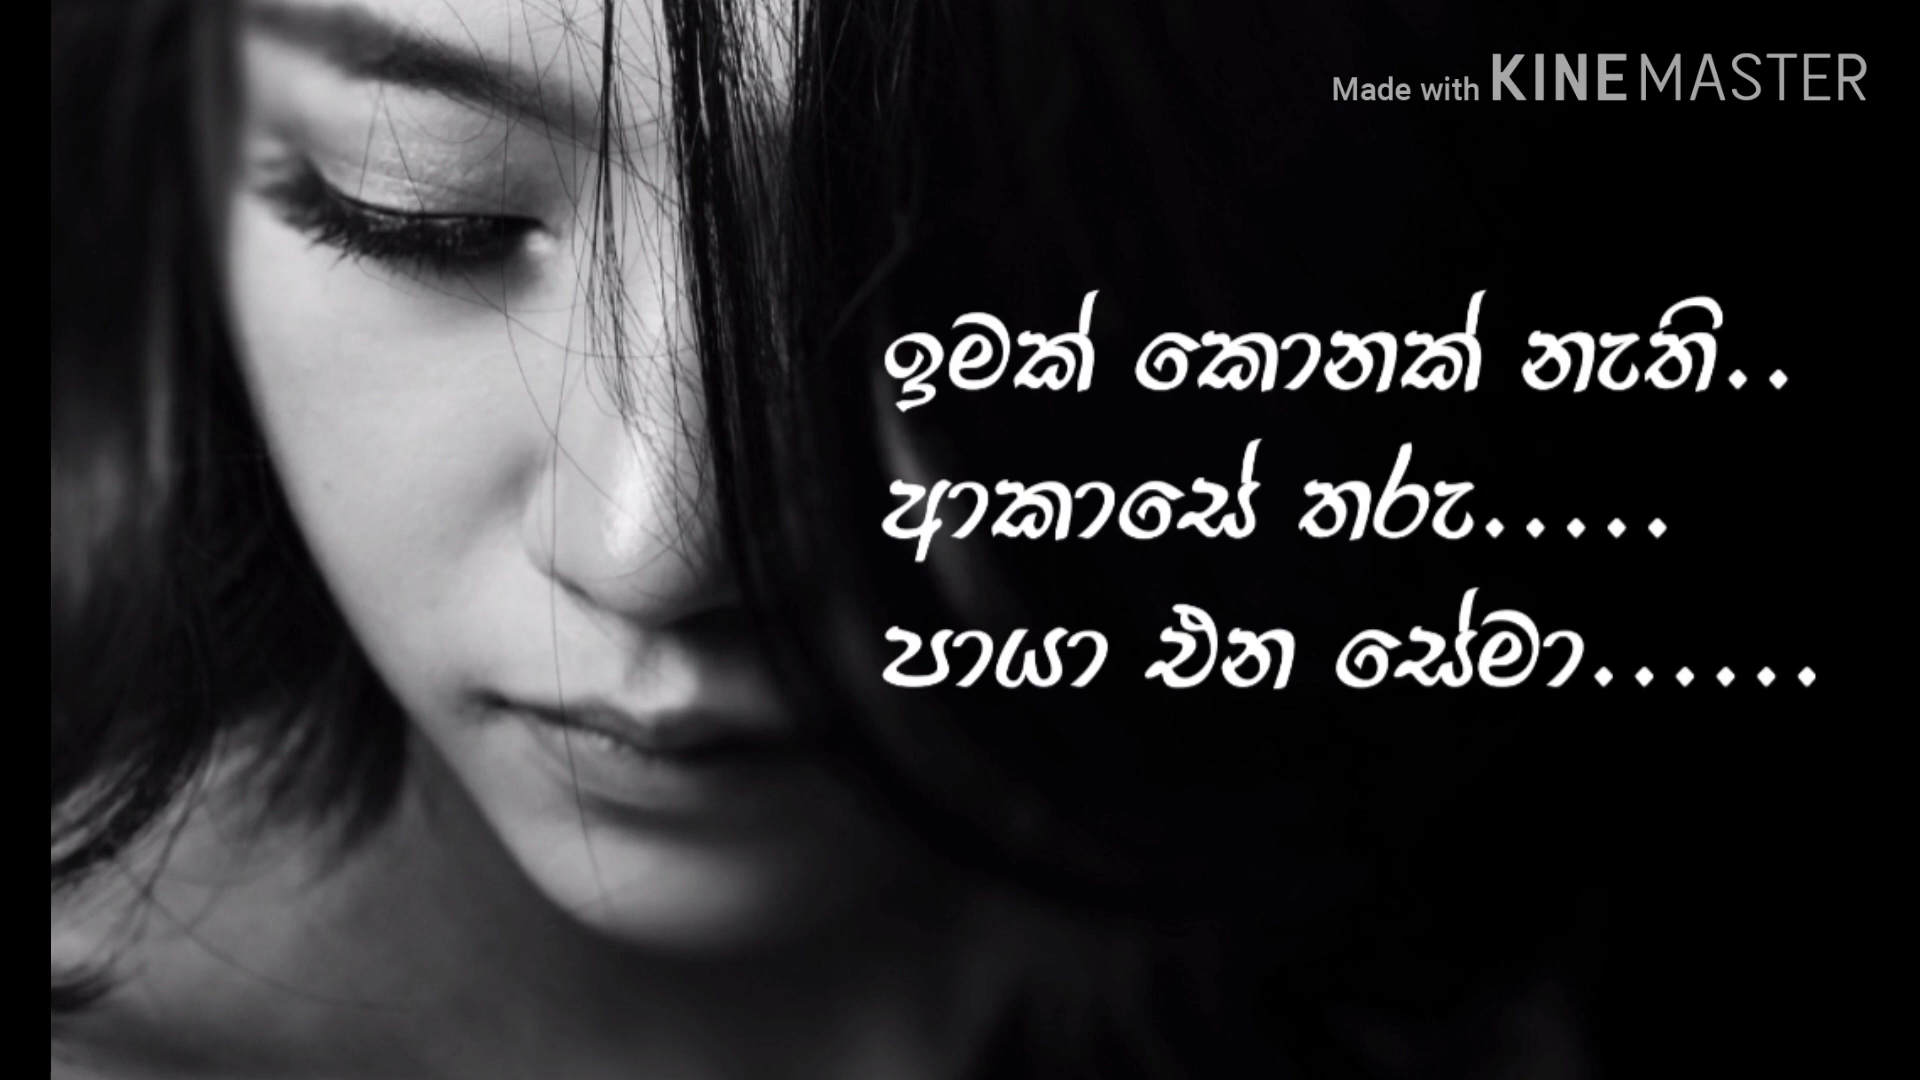 Made with KINEMASTER
ඉමක් කොනක් නැති..
ආකාසේ තරු.....
පායා එන සේමා......